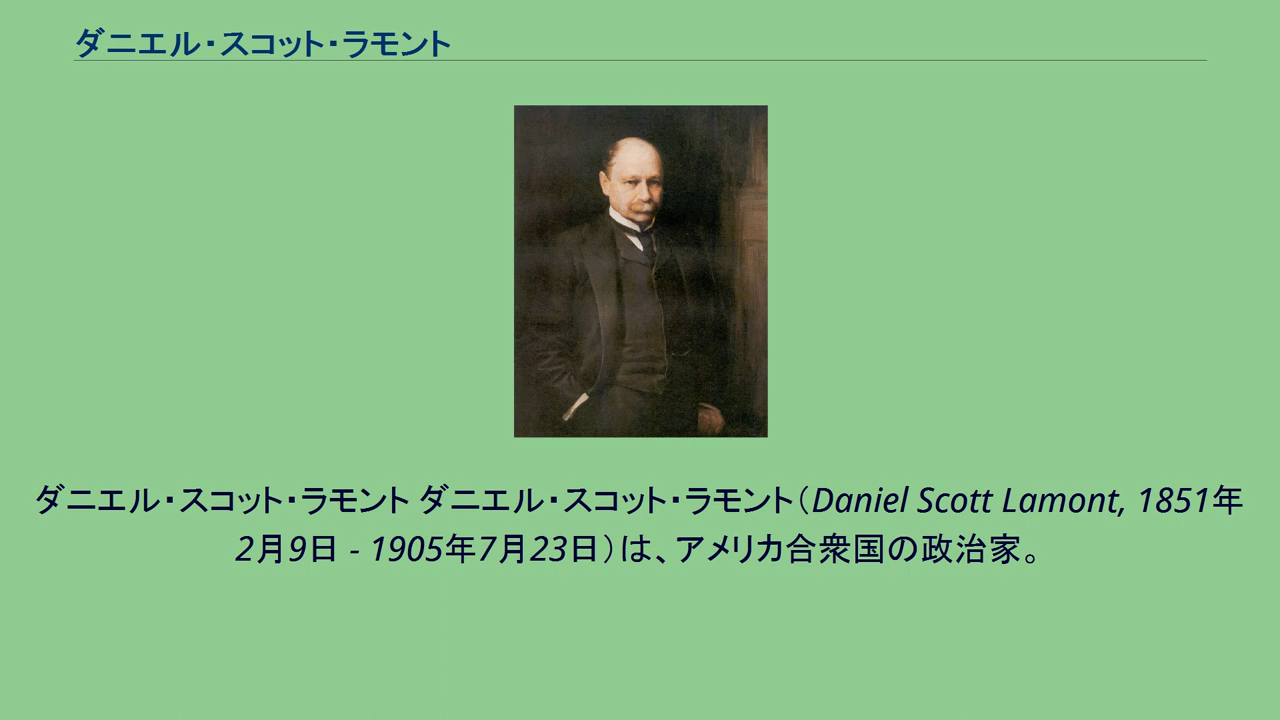 ダニエル・スコット・ラモント
ダニエル・スコット・ラモント ダニエル・スコット・ラモント（Daniel Scott Lamont, 1851年
2月9日 - 1905年7月23日）は、アメリカ合衆国の政治家。